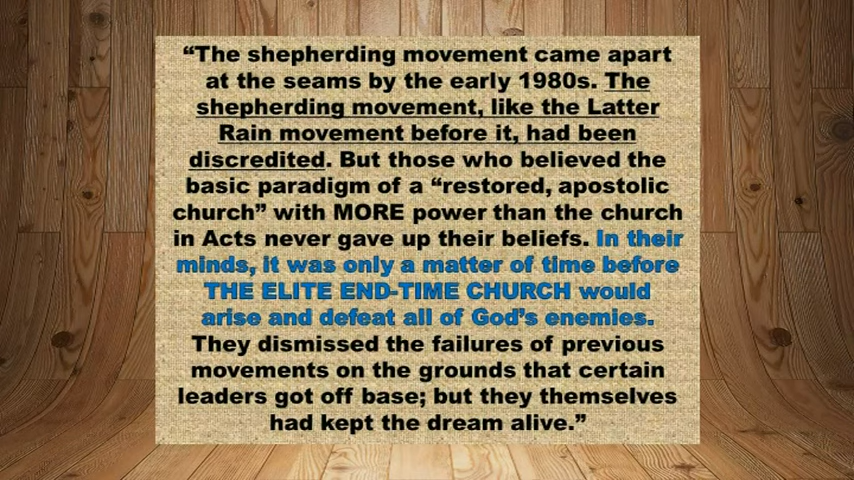 “The shepherding movement came apart
at the seams by the early 1980s. The
shepherding movement, like the Latter
Rain movement before it, had been
discredited. But those who believed the
basic paradigm of a “restored, apostolic
church” with MORE power than the church
in Acts never gave up their beliefs. In their
minds, it was only a matter of time before
THE ELITE END-TIME CHURCH would
arise and defeat all of God’s enemies.
They dismissed the failures of previous
movements on the grounds that certain
leaders got off base; but they themselves
had kept the dream alive.”